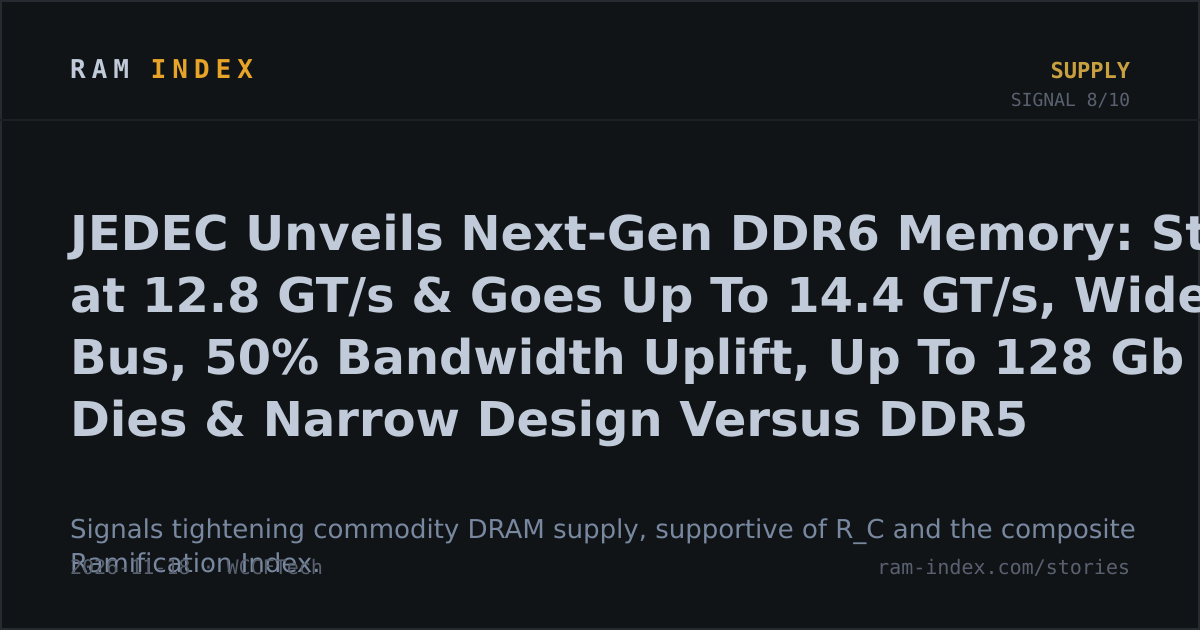 RAM INDEX
SUPPLY
SIGNAL 8/10
JEDEC Unveils Next-Gen DDR6 Memory: St
at 12.8 GT/s & Goes Up To 14.4 GT/s, Wide
Bus, 50% Bandwidth Uplift, Up To 128 Gb
Dies & Narrow Design Versus DDR5
Signals tightening commodity DRAM supply, supportive of R_C and the composite
Ramification Index.
WCCFTech
ram-index.com/stories